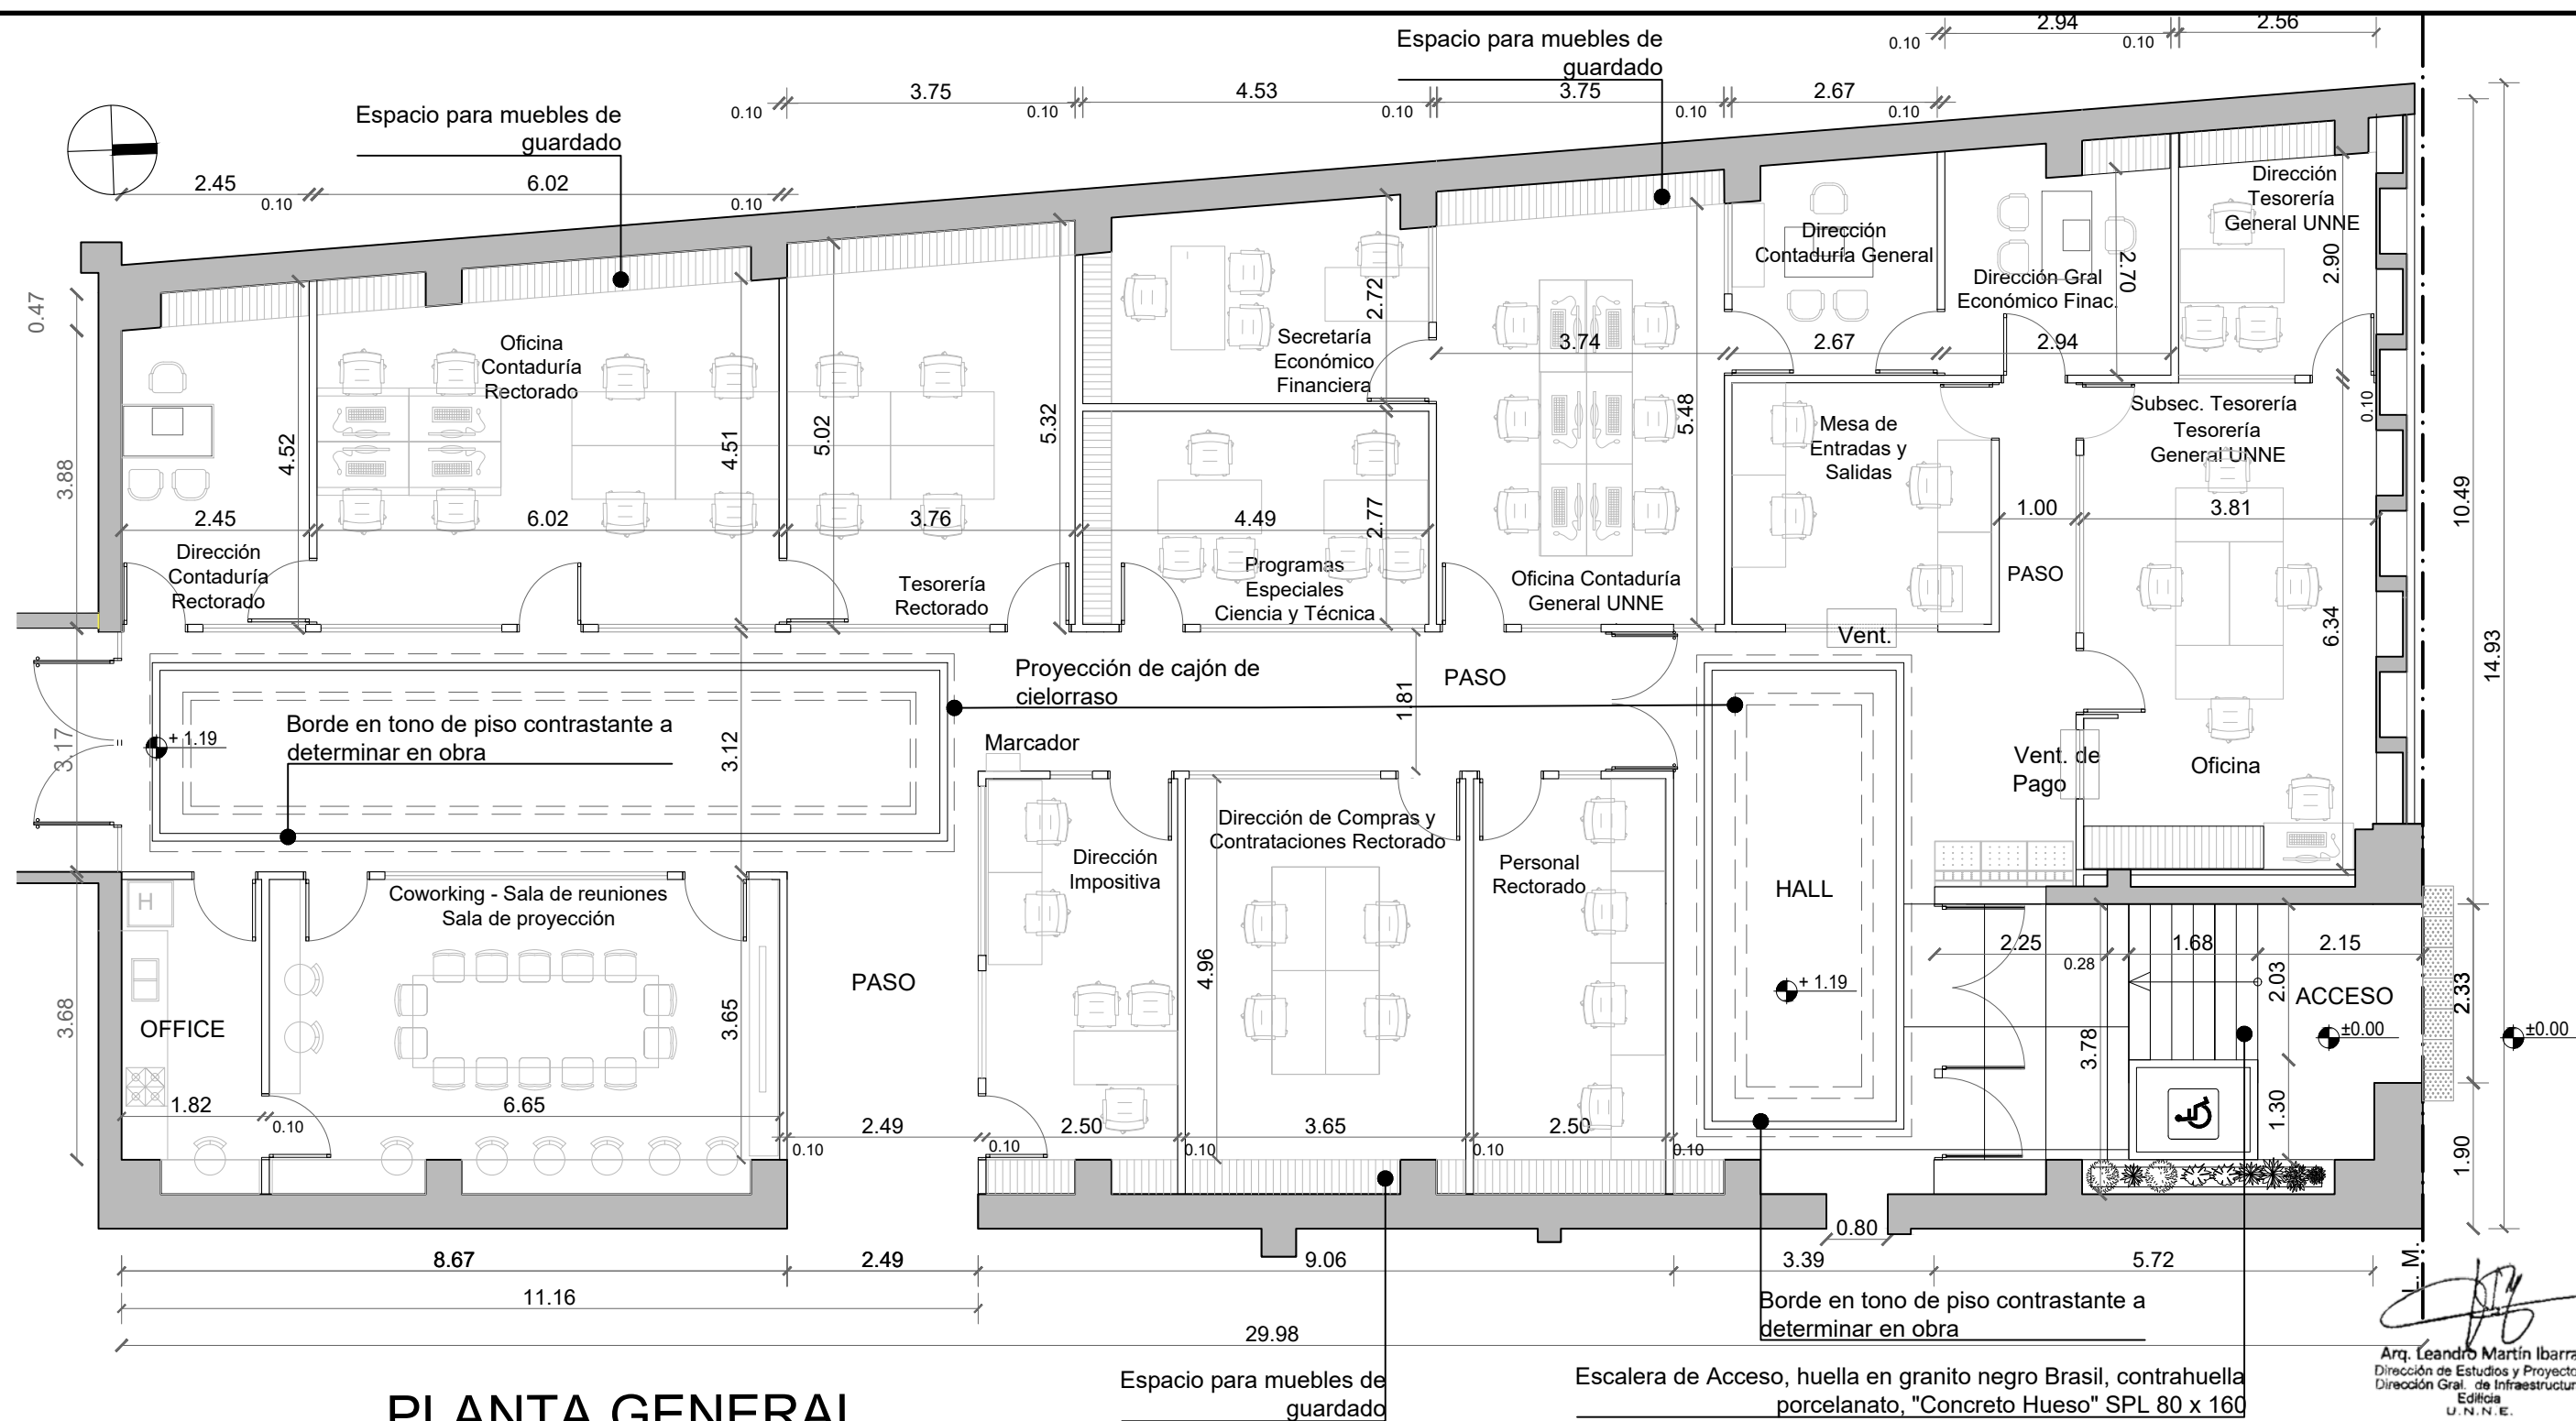 2.94
2.56
0.10
0.10
Espacio para muebles de
guardado
3.75
4.53
3.75
2.67
0.10
0.10
0.10
0.10
0.10
Espacio para muebles de
guardado
2.45
6.02
0.10
0.10
Dirección
Tesorería
General UNNE
2.90
Dirección
Contaduría General
Dirección Gral
Económico Finac.
2.70
0.47
2.72
Secretaría
Económico
Financiera
Oficina
Contaduría
Rectorado
3.74
2.67
2.94
0.10
3.88
4.52
4.51
5.02
5.32
5.48
Mesa de
Entradas y
Salidas
Subsec. Tesorería
Tesorería
General UNNE
10.49
2.45
6.02
3.76
4.49
2.77
1.00
3.81
Dirección
Contaduría
Rectorado
Tesorería
Rectorado
Programas
Especiales
Ciencia y Técnica
Oficina Contaduría
General UNNE
PASO
6.34
14.93
Vent.
Proyección de cajón de
cielorraso
PASO
1.81
Borde en tono de piso contrastante a
determinar en obra
+ 1.19
3.17
3.12
Marcador
Vent. de
Pago
Oficina
Dirección de Compras y
Contrataciones Rectorado
Dirección
Impositiva
Personal
Rectorado
HALL
H
Coworking - Sala de reuniones
Sala de proyección
2.25
1.68
2.15
0.28
2.03
2.33
PASO
4.96
+ 1.19
ACCESO
±0.00
±0.00
3.68
OFFICE
3.65
3.78
1.82
6.65
0.10
2.49
2.50
3.65
2.50
0.10
0.10
0.10
0.10
0.10
1.30
1.90
0.80
8.67
2.49
9.06
3.39
5.72
L. M.
11.16
Borde en tono de piso contrastante a
determinar en obra
29.98
Arq. Leandro Martín Ibarra
Dirección de Estudios y Proyecto
Dirección Gral. de Infraestructur
Edilicia
U.N.N.E.
Espacio para muebles de
guardado
Escalera de Acceso, huella en granito negro Brasil, contrahuella
porcelanato, "Concreto Hueso" SPL 80 x 160
PLANTA GENERAL